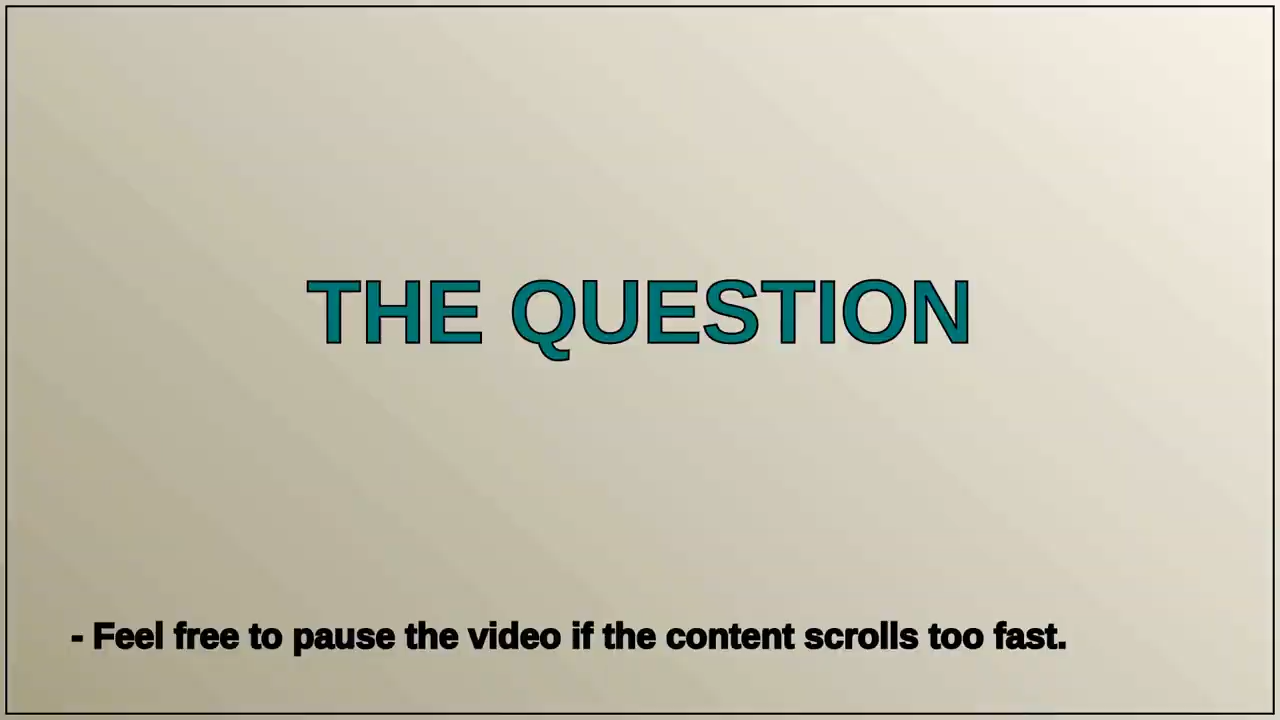 THE QUESTION
- Feel free to pause the video if the content scrolls too fast.